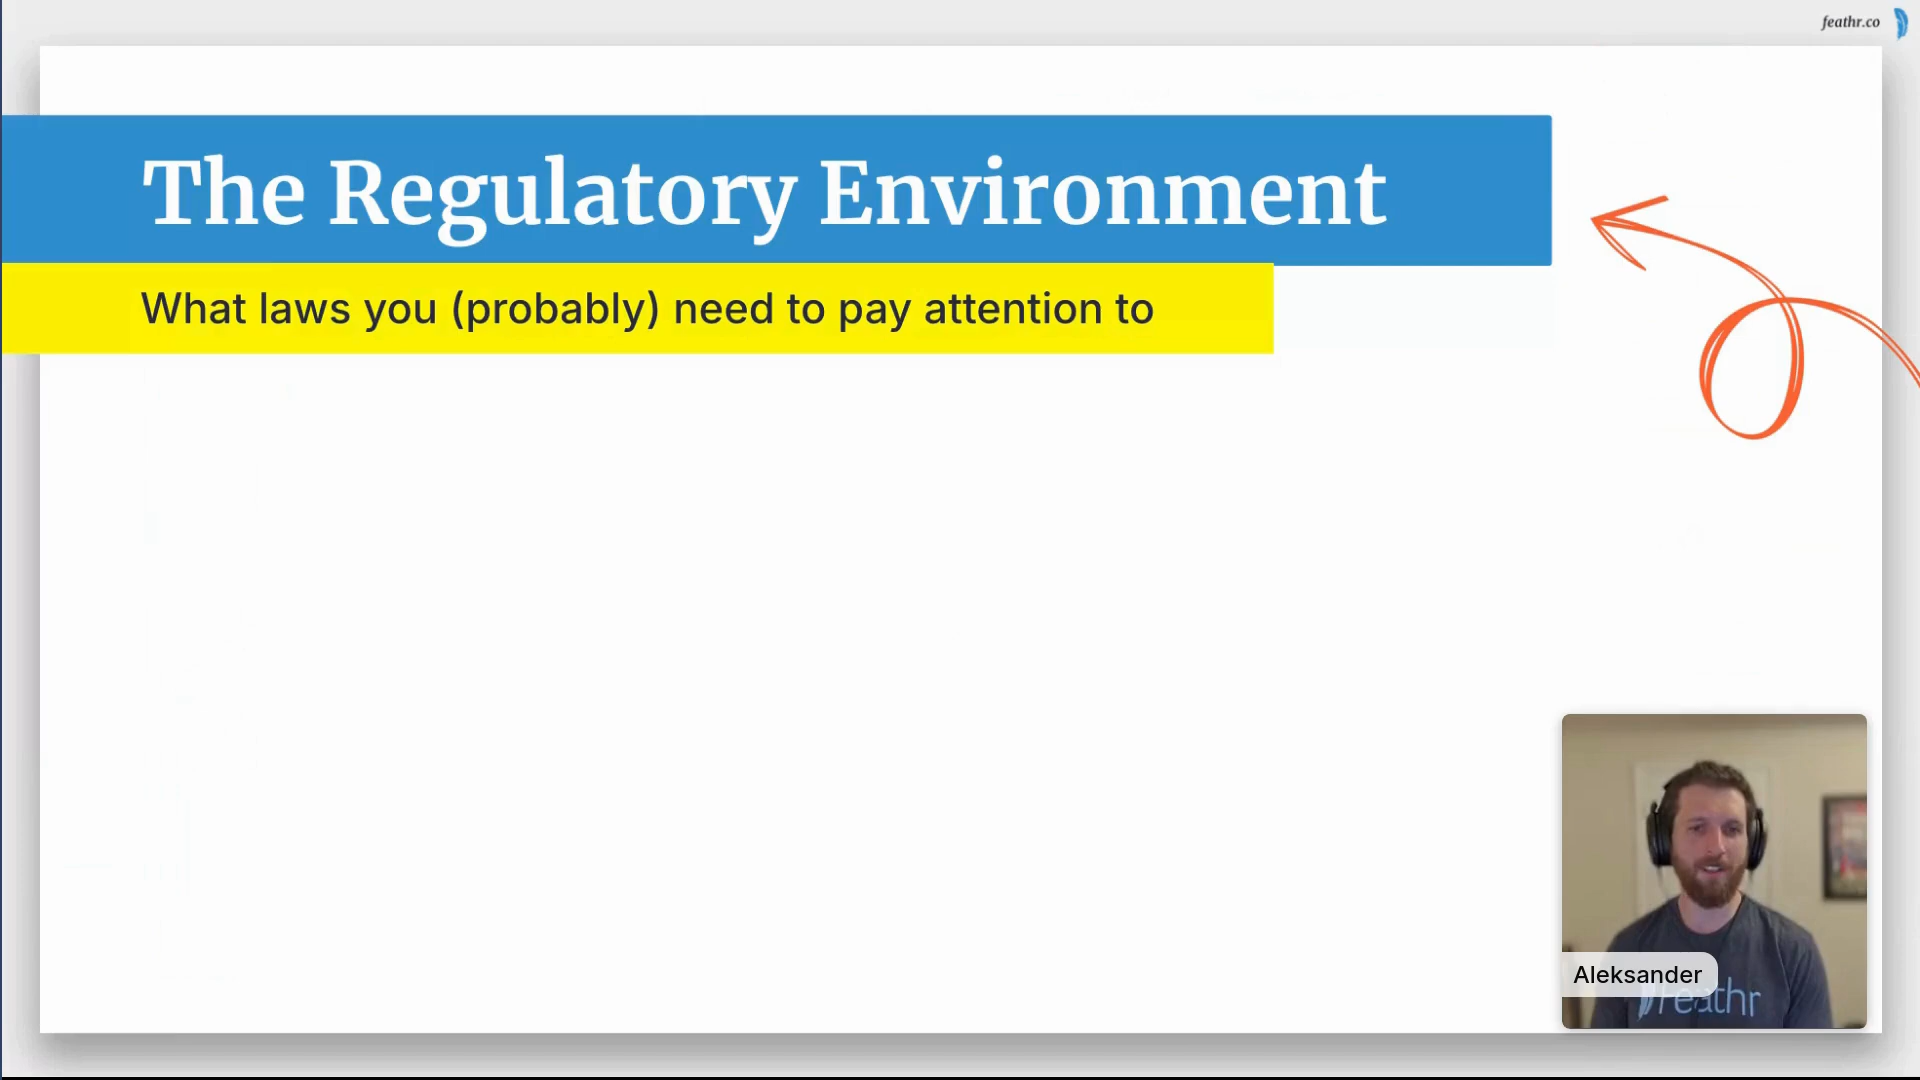 feathr.co
The Regulatory Environment
What laws you (probably) need to pay attention to
Aleksander
Feathr